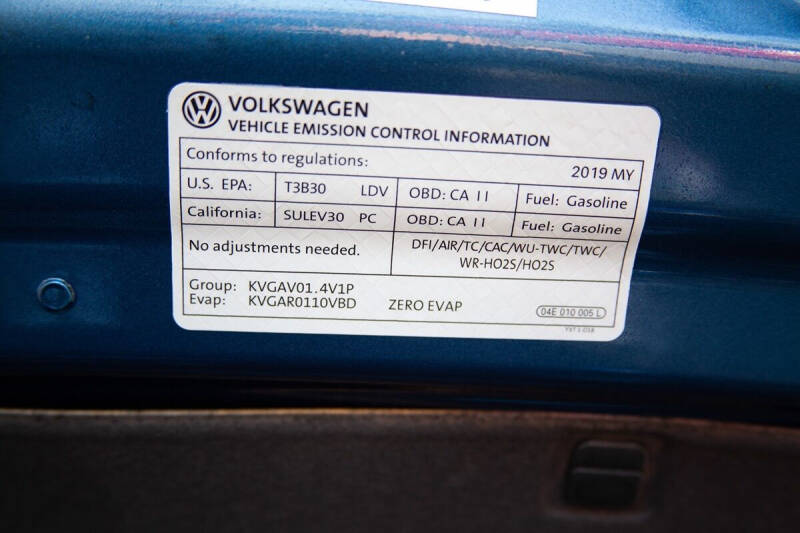 VOLKSWAGEN
VEHICLE EMISSION CONTROL INFORMATION
Conforms to regulations: 2019 MY
U.S. EPA: T3B30 LDV OBD: CA II Fuel: Gasoline
California: SULEV30 PC OBD: CA II Fuel: Gasoline
No adjustments needed. DFI/AIR/TC/CAC/WU-TWC/TWC/
WR-HO2S/HO2S
Group: KVGAV01.4V1P
Evap: KVGAR0110VBD ZERO EVAP
04E 010 005 L